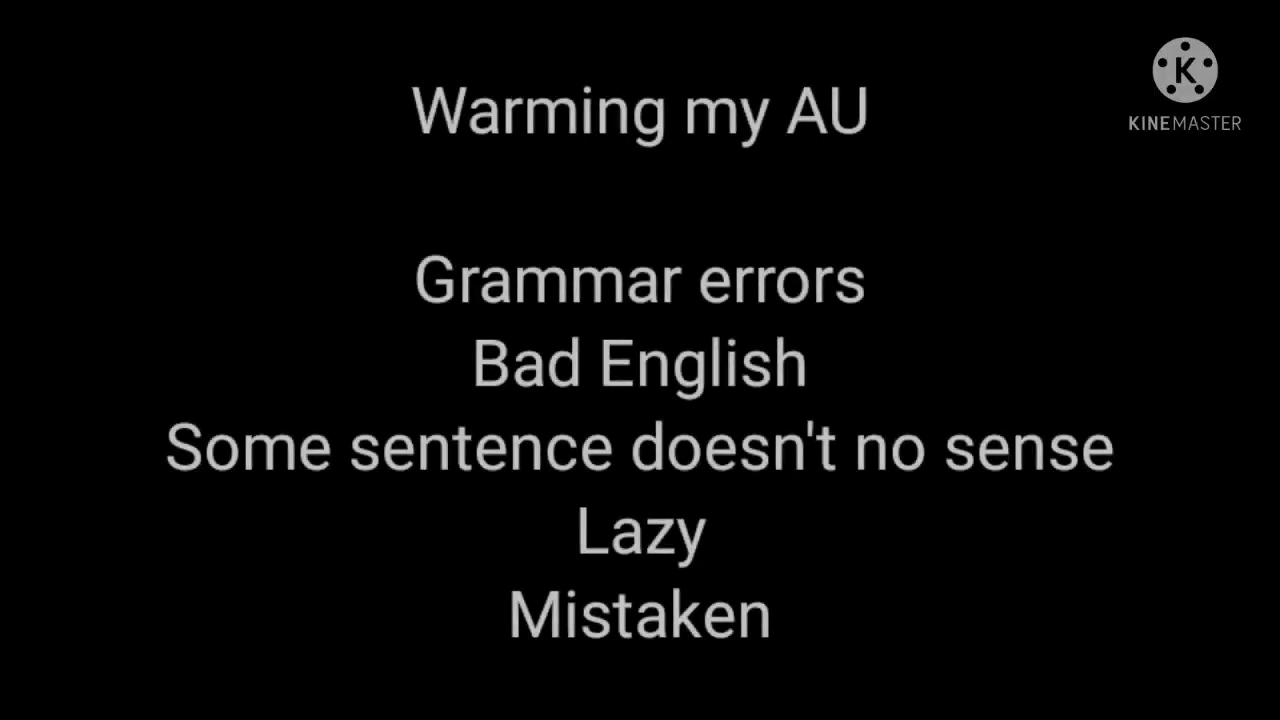 Warming my AU
K
KINEMASTER
Grammar errors
Bad English
Some sentence doesn't no sense
Lazy
Mistaken